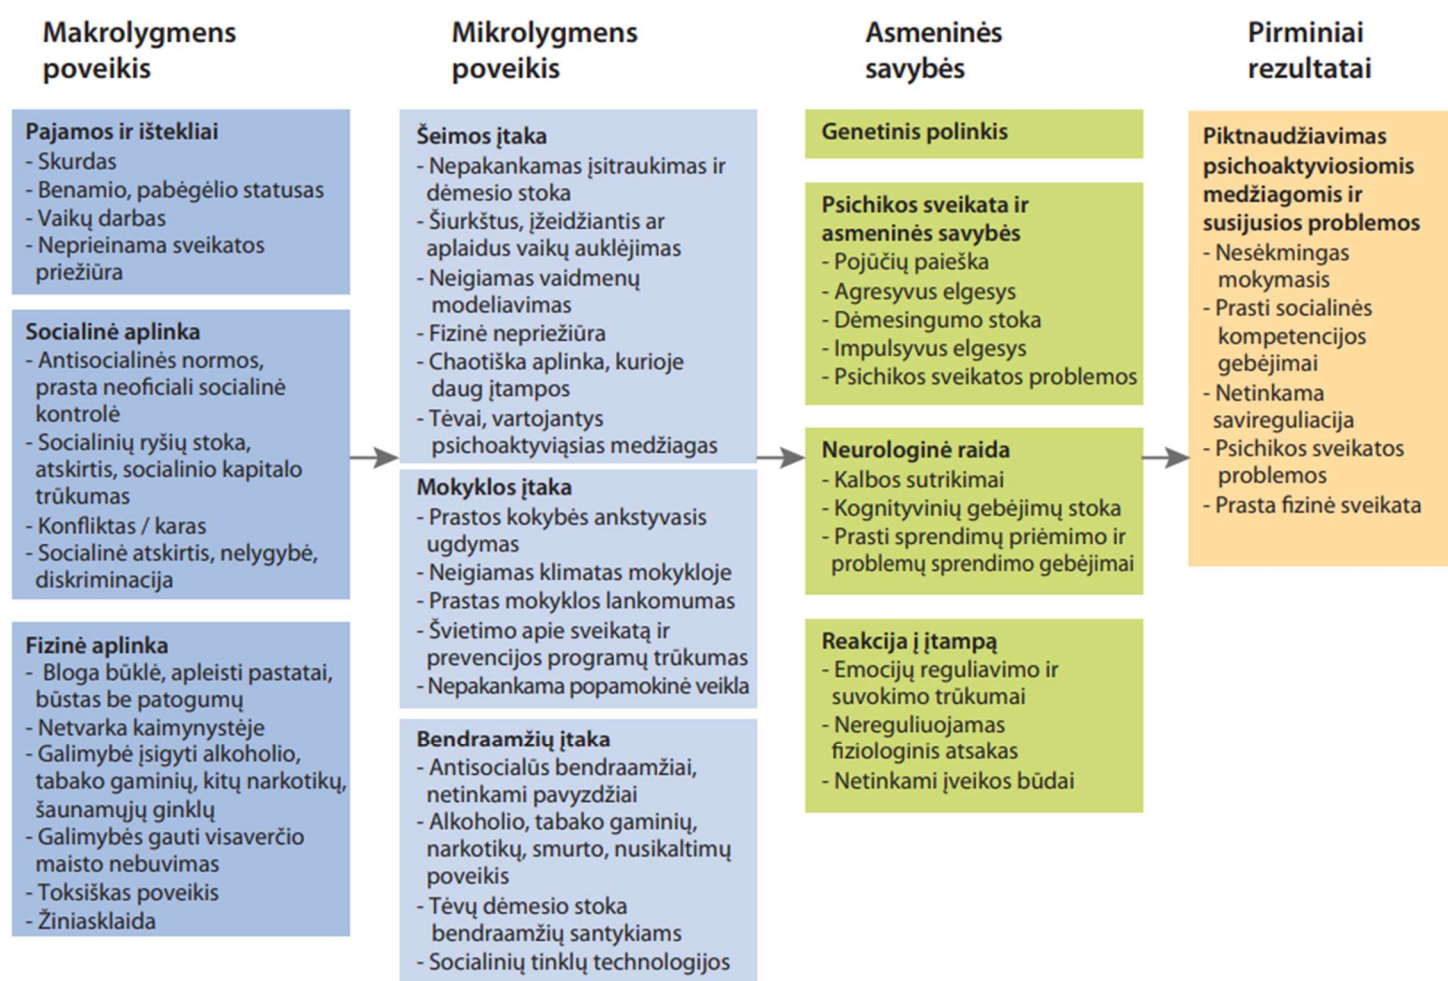 Makrolygmens
poveikis
Pajamos ir ištekliai
- Skurdas
- Benamio, pabėgėlio statusas
- Vaikų darbas
- Neprieinama sveikatos
priežiūra
Socialinė aplinka
- Antisocialinės normos,
prasta neoficiali socialinė
kontrolė
- Socialinių ryšių stoka,
atskirtis, socialinio kapitalo
trūkumas
- Konfliktas / karas
- Socialinė atskirtis, nelygybė,
diskriminacija
Fizinė aplinka
- Bloga būklė, apleisti pastatai,
būstas be patogumų
- Netvarka kaimynystėje
- Galimybė įsigyti alkoholio,
tabako gaminių, kitų narkotikų,
šaunamųjų ginklų
- Galimybės gauti visaverčio
maisto nebuvimas
- Toksiškas poveikis
- Žiniasklaida
Mikrolygmens
poveikis
Šeimos įtaka
- Nepakankamas įsitraukimas ir
dėmesio stoka
- Šiurkštus, įžeidžiantis ar
aplaidus vaikų auklėjimas
- Neigiamas vaidmenų
modeliavimas
- Fizinė nepriežiūra
- Chaotiška aplinka, kurioje
daug įtampos
- Tėvai, vartojantys
psichoaktyviąsias medžiagas
Mokyklos įtaka
- Prastos kokybės ankstyvasis
ugdymas
- Neigiamas klimatas mokykloje
- Prastas mokyklos lankomumas
- Švietimo apie sveikatą ir
prevencijos programų trūkumas
- Nepakankama popamokinė veikla
Bendraamžių įtaka
- Antisocialūs bendraamžiai,
netinkami pavyzdžiai
- Alkoholio, tabako gaminių,
narkotikų, smurto, nusikaltimų
poveikis
- Tėvų dėmesio stoka
bendraamžių santykiams
- Socialinių tinklų technologijos
Asmeninės
savybės
Genetinis polinkis
Psichikos sveikata ir
asmeninės savybės
- Pojūčių paieška
- Agresyvus elgesys
- Dėmesingumo stoka
- Impulsyvus elgesys
- Psichikos sveikatos problemos
Neurologinė raida
- Kalbos sutrikimai
- Kognityvinių gebėjimų stoka
- Prasti sprendimų priėmimo ir
problemų sprendimo gebėjimai
Reakcija į įtampą
- Emocijų reguliavimo ir
suvokimo trūkumai
- Nereguliuojamas
fiziologinis atsakas
- Netinkami įveikos būdai
Pirminiai
rezultatai
Piktnaudžiavimas
psichoaktyviosiomis
medžiagomis ir
susijusios problemos
- Nesėkmingas
mokymasis
- Prasti socialinės
kompetencijos
gebėjimai
- Netinkama
savireguliacija
- Psichikos sveikatos
problemos
- Prasta fizinė sveikata